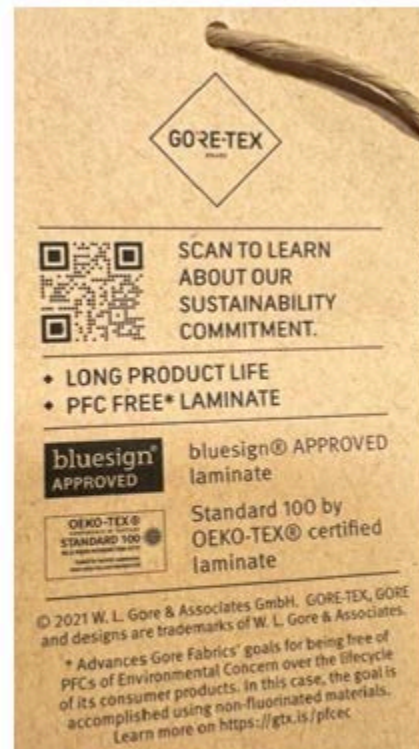 GORE-TEX
BRAND
SCAN TO LEARN
ABOUT OUR
SUSTAINABILITY
COMMITMENT.
◆ LONG PRODUCT LIFE
◆ PFC FREE* LAMINATE
bluesign®
APPROVED
bluesign® APPROVED
laminate
OEKO-TEX®
STANDARD 100
Standard 100 by
OEKO-TEX® certified
laminate
© 2021 W. L. Gore & Associates GmbH. GORE-TEX, GORE
and designs are trademarks of W. L. Gore & Associates.
* Advances Gore Fabrics' goals for being free of
PFCs of Environmental Concern over the lifecycle
of its consumer products. In this case, the goal is
accomplished using non-fluorinated materials.
Learn more on https://gtx.is/pfcec